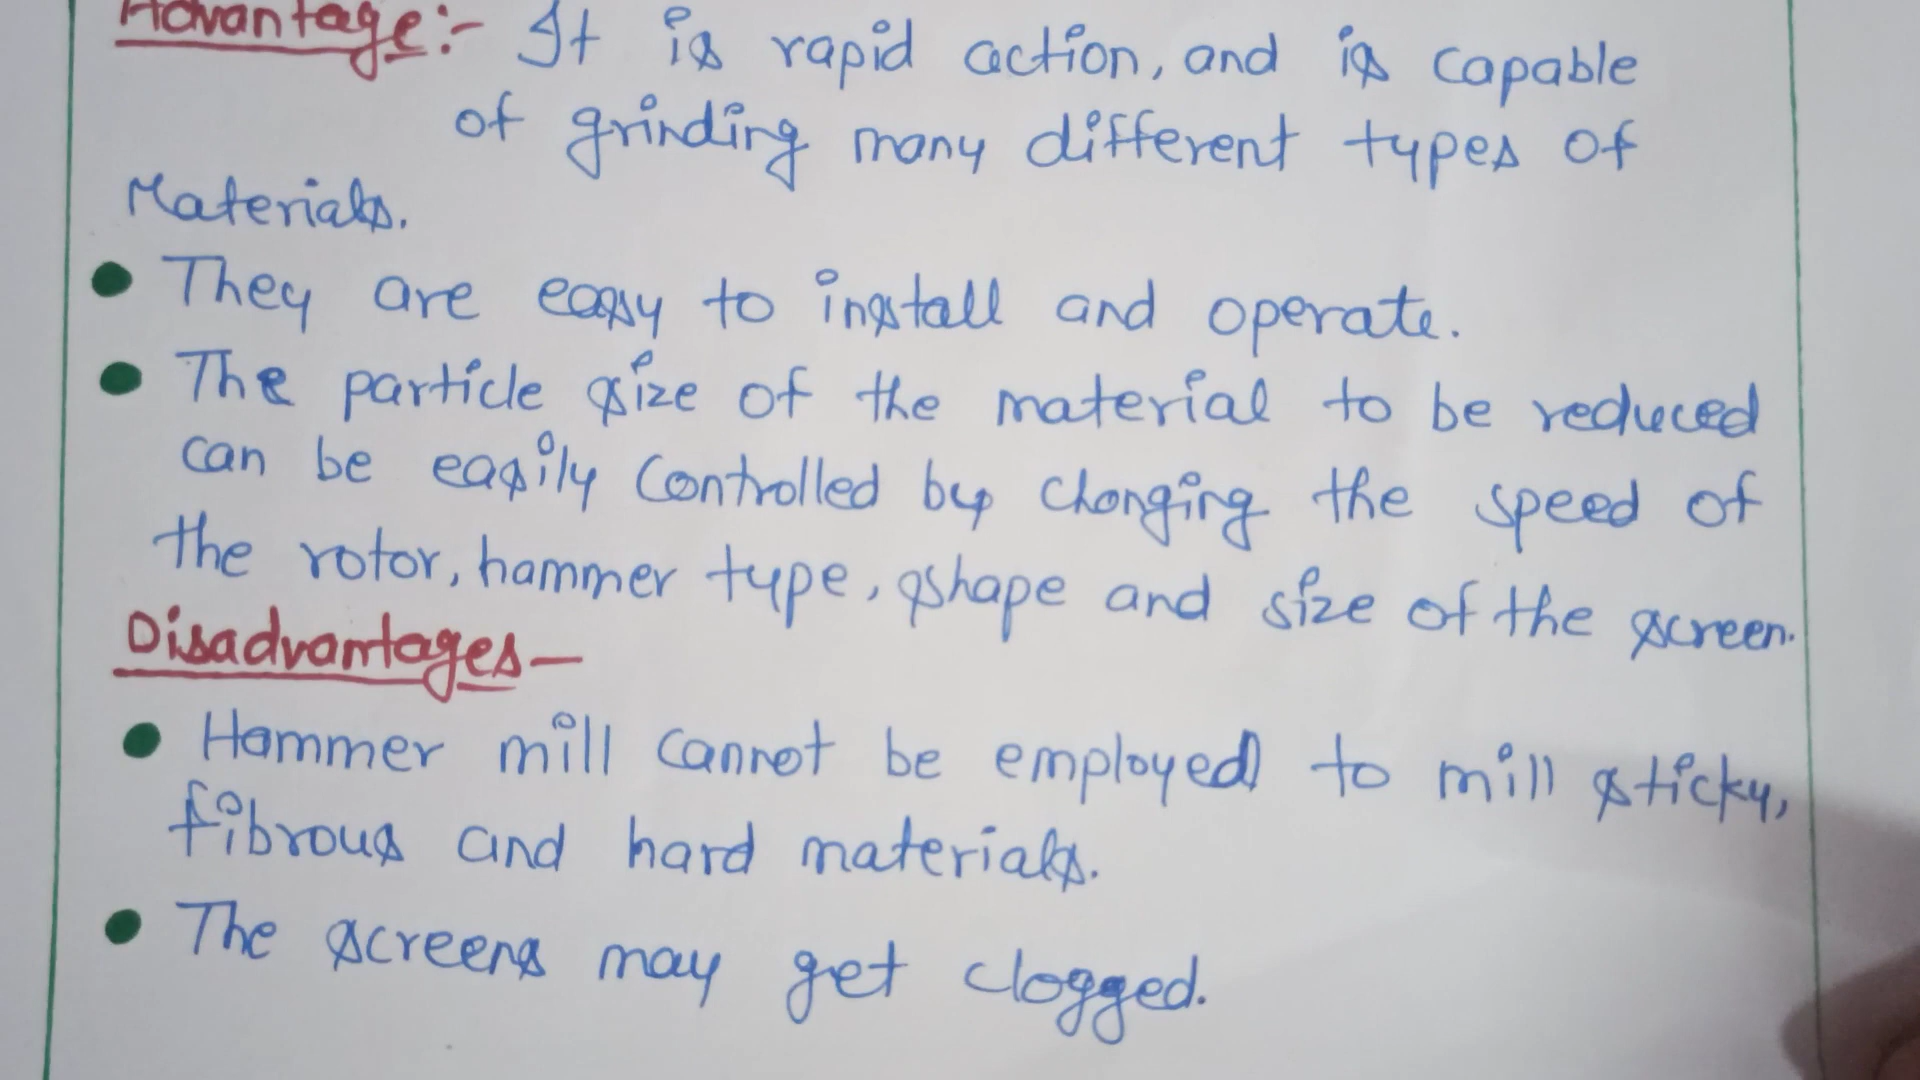 Advantage:- It is rapid action, and is capable
of grinding many different types of
Materials.
● They are easy to install and operate.
● The particle size of the material to be reduced
can be easily controlled by changing the speed of
the rotor, hammer type, shape and size of the screen.
Disadvantages-
● Hammer mill cannot be employed to mill sticky,
fibrous and hard materials.
● The screens may get clogged.